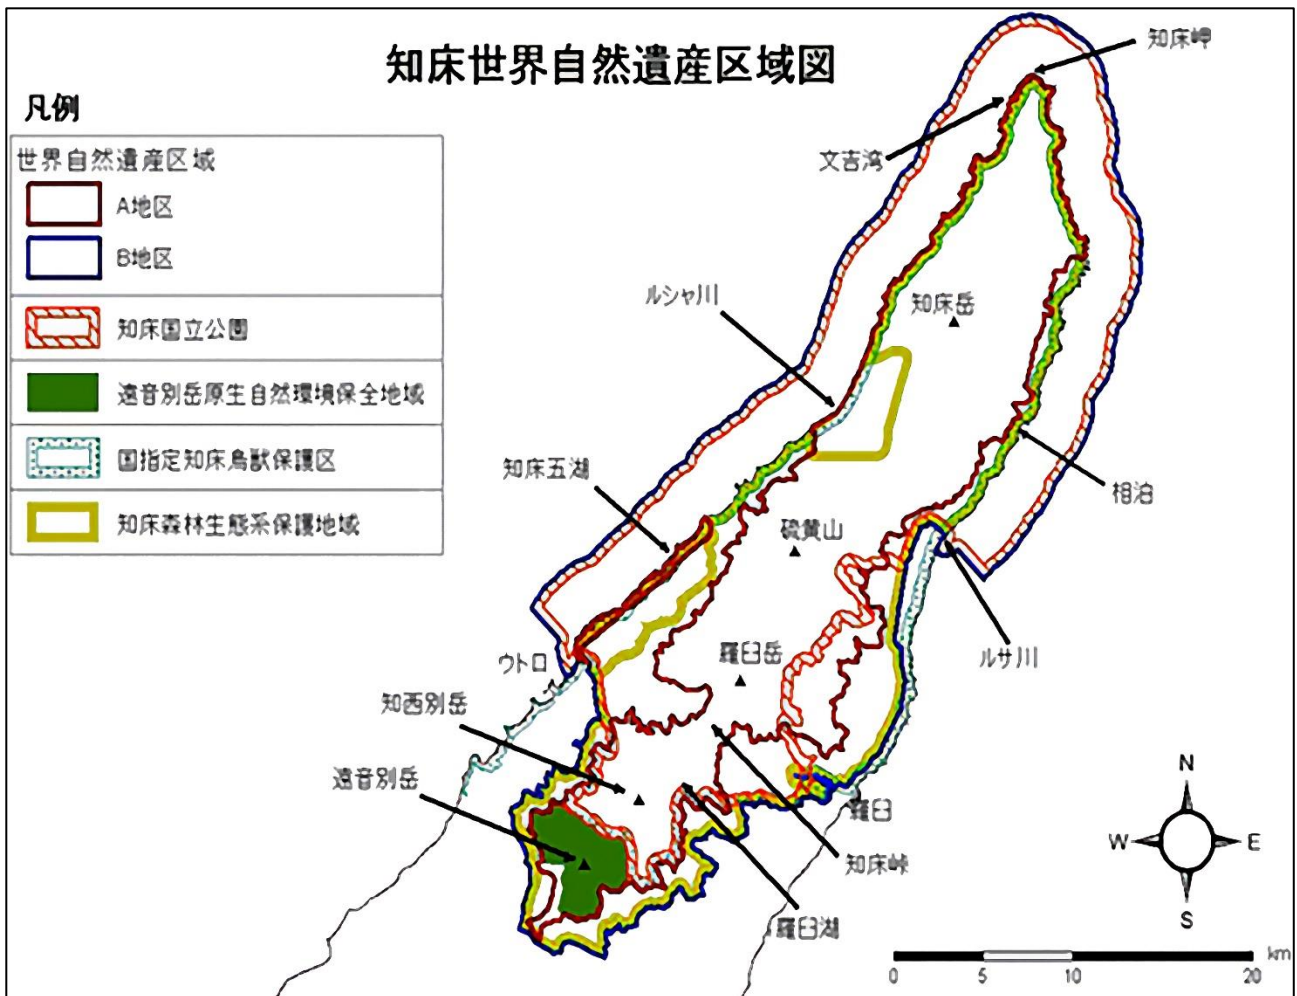 知床世界自然遺産区域図
凡例
世界自然遺産区域
A地区
B地区
知床国立公園
遠音別岳原生自然環境保全地域
国指定知床鳥獣保護区
知床森林生態系保護地域
知床岬
文吉湾
知床岳
ルシャ川
知床五湖
相泊
硫黄山
ルサ川
羅臼岳
ウトロ
知西別岳
遠音別岳
羅臼
知床峠
羅臼湖
N
W
E
S
km
0
5
10
20